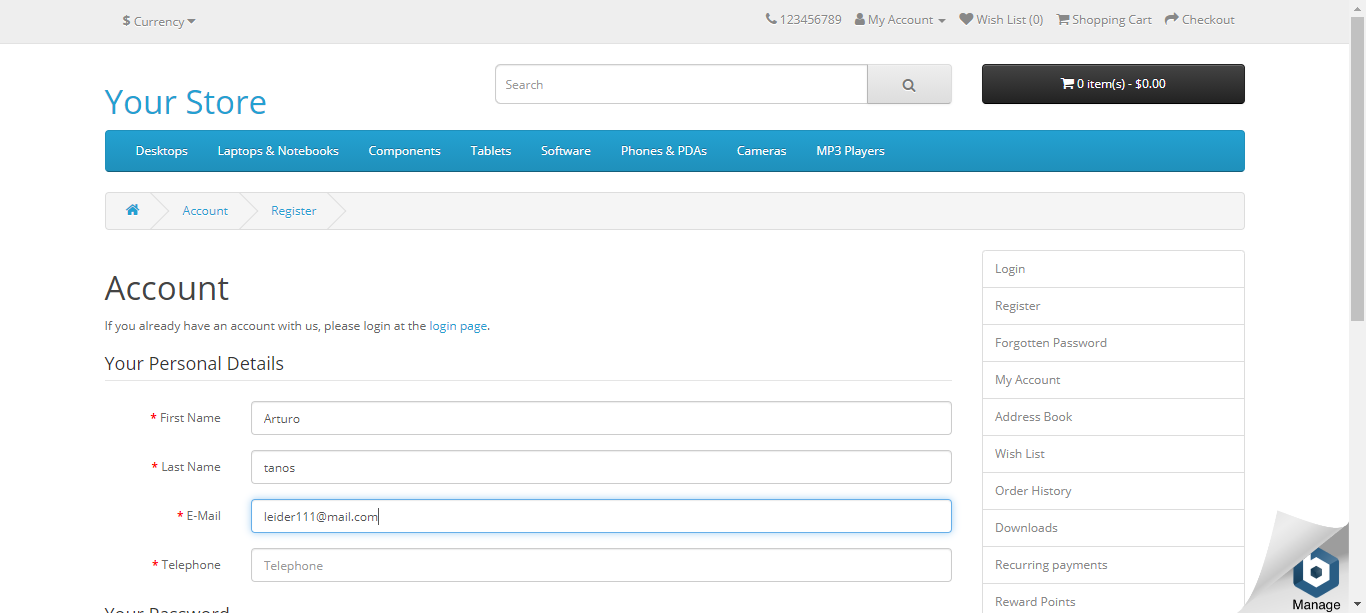 $ Currency
123456789 My Account Wish List (0) Shopping Cart Checkout
Your Store
Search
0 item(s) - $0.00
Desktops Laptops & Notebooks Components Tablets Software Phones & PDAs Cameras MP3 Players
Account Register
Account
If you already have an account with us, please login at the login page.
Your Personal Details
* First Name Arturo
* Last Name tanos
* E-Mail leider111@mail.com
* Telephone Telephone
Your Password
Login
Register
Forgotten Password
My Account
Address Book
Wish List
Order History
Downloads
Recurring payments
Reward Points
b
Manage